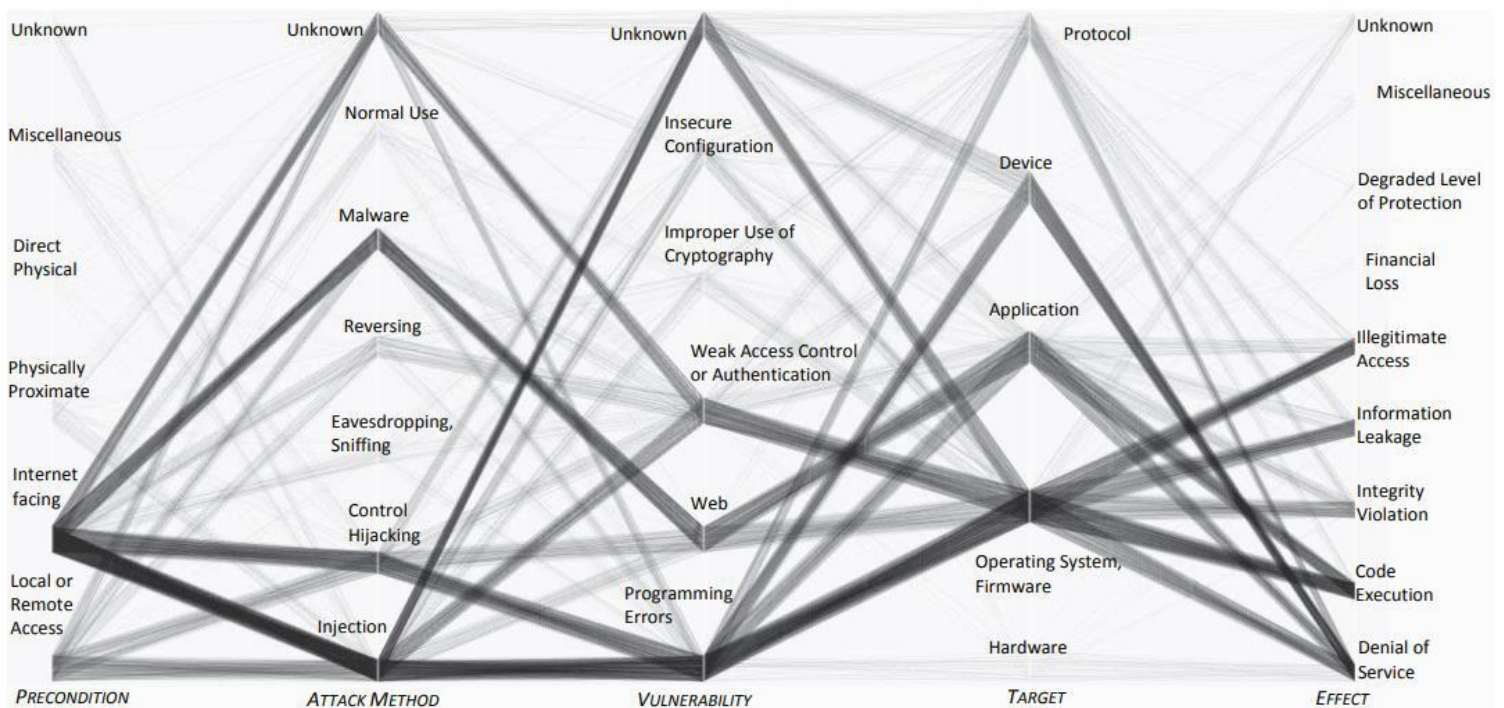 Unknown
Miscellaneous
Direct
Physical
Physically
Proximate
Internet
facing
Local or
Remote
Access
PRECONDITION
Unknown
Normal Use
Malware
Reversing
Eavesdropping,
Sniffing
Control
Hijacking
Injection
ATTACK METHOD
Unknown
Insecure
Configuration
Improper Use of
Cryptography
Weak Access Control
or Authentication
Web
Programming
Errors
VULNERABILITY
Protocol
Device
Application
Operating System,
Firmware
Hardware
TARGET
Unknown
Miscellaneous
Degraded Level
of Protection
Financial
Loss
Illegitimate
Access
Information
Leakage
Integrity
Violation
Code
Execution
Denial of
Service
EFFECT